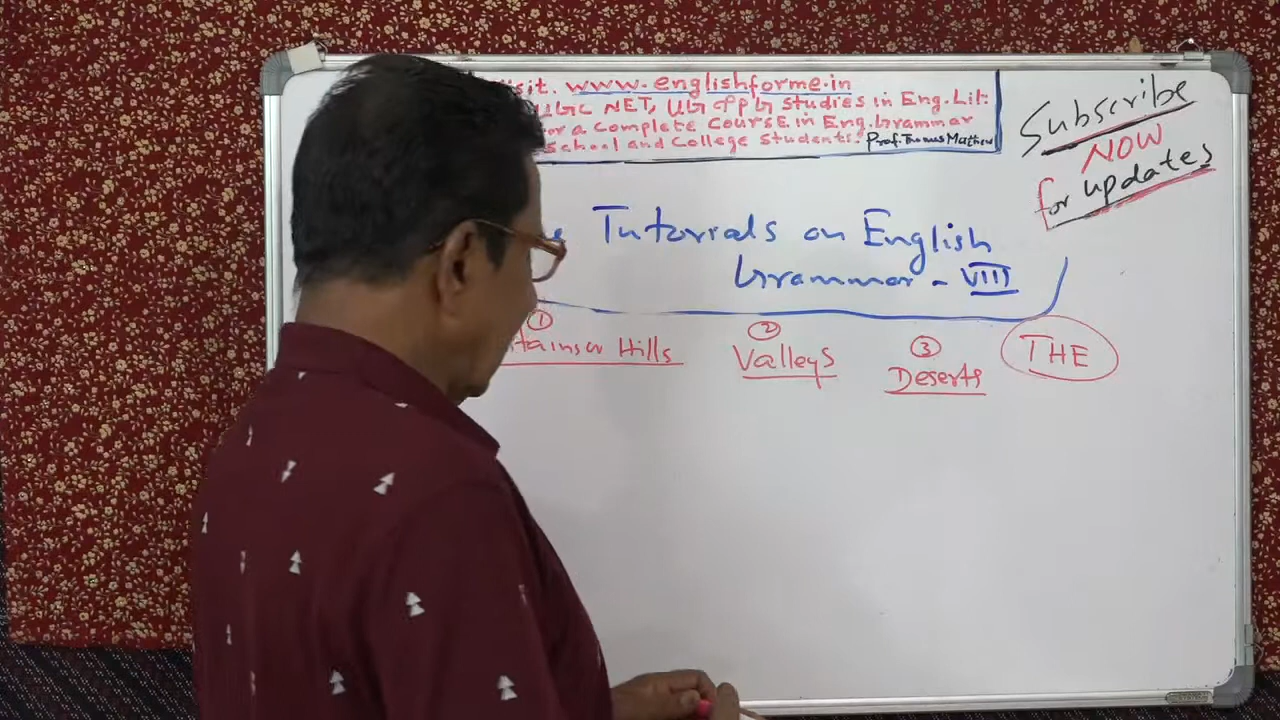 www.englishforme.in
UGC NET, UG & PG Studies in Eng. Lit:
or a Complete Course in Eng. Grammar
School and College Students. Prof. Thomas Mathew
Subscribe
NOW
for updates
Tutorials on English
Grammar - VIII
① ② ③
Hills Valleys Deserts THE